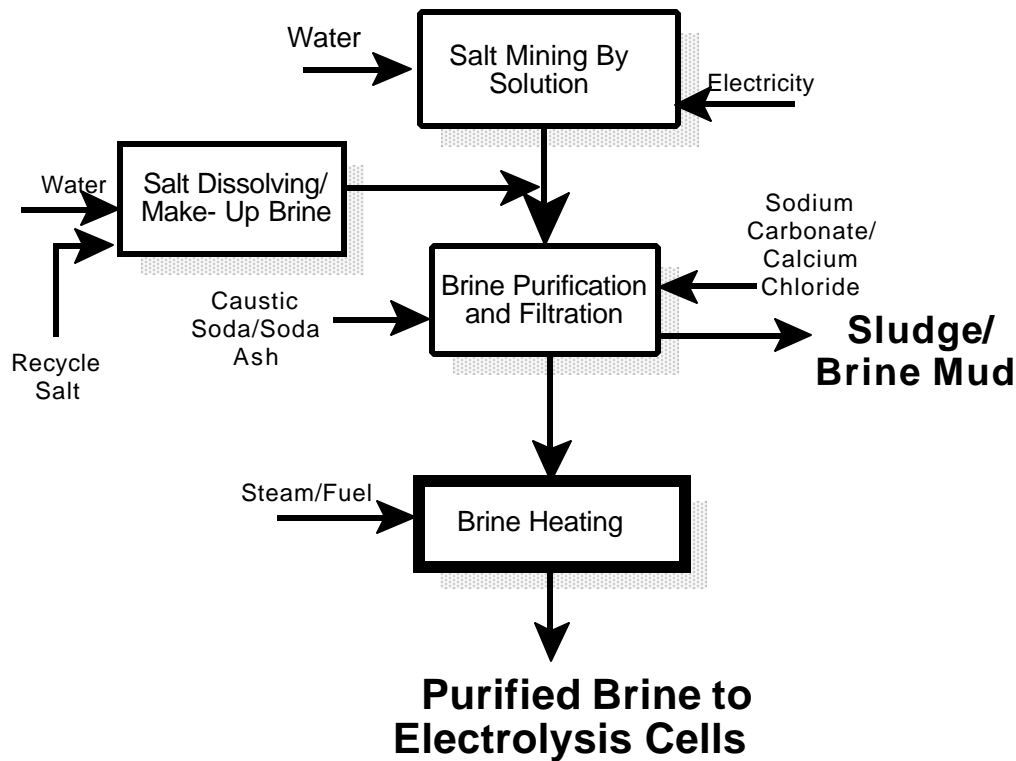 Water
Salt Mining By
Solution
Electricity
Water
Salt Dissolving/
Make- Up Brine
Recycle
Salt
Sodium
Carbonate/
Calcium
Chloride
Caustic
Soda/Soda
Ash
Brine Purification
and Filtration
Sludge/
Brine Mud
Steam/Fuel
Brine Heating
Purified Brine to
Electrolysis Cells